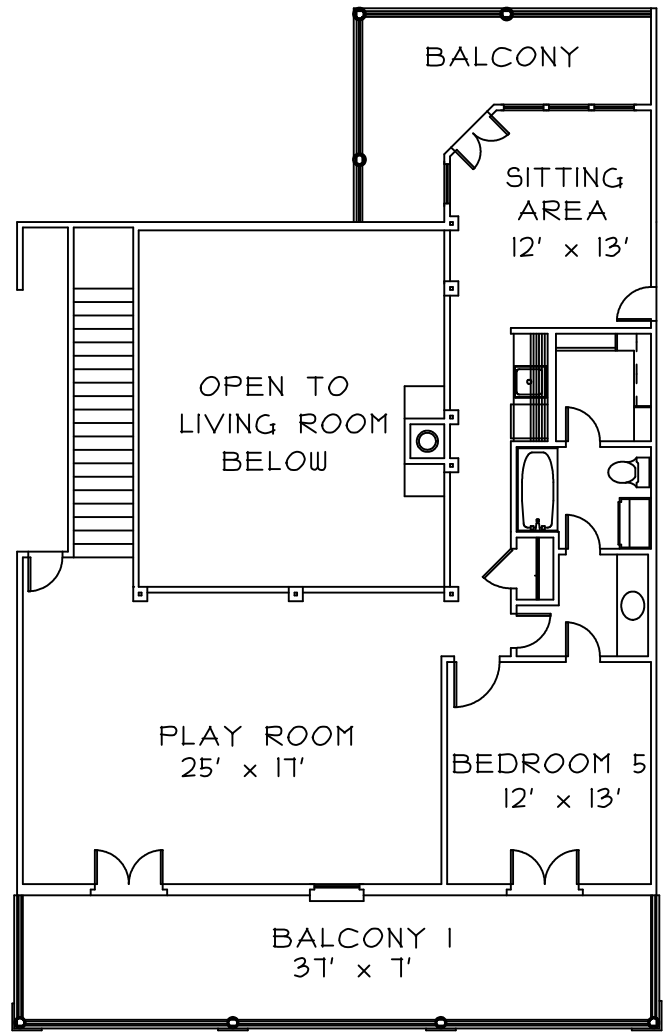 BALCONY
SITTING
AREA
12' x 13'
OPEN TO
LIVING ROOM
BELOW
PLAY ROOM
25' x 17'
BEDROOM 5
12' x 13'
BALCONY 1
37' x 7'